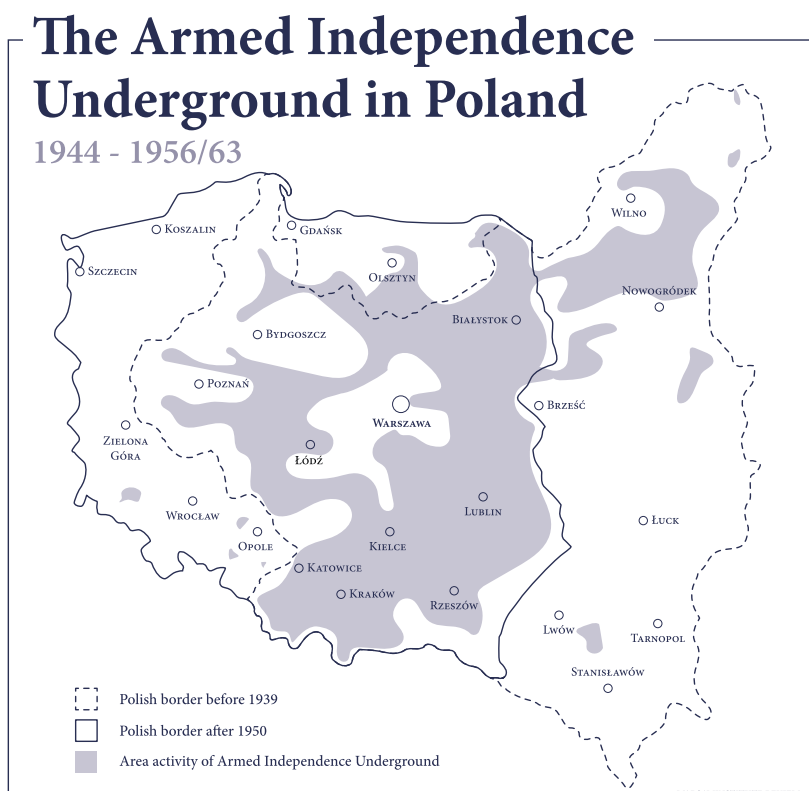 The Armed Independence
Underground in Poland
1944 - 1956/63
Wilno
Koszalin
Gdańsk
Szczecin
Olsztyn
Nowogródek
Białystok
Bydgoszcz
Poznań
Brześć
Warszawa
Zielona
Góra
Łódź
Wrocław
Lublin
Łuck
Opole
Kielce
Katowice
Kraków
Rzeszów
Lwów
Tarnopol
Stanisławów
Polish border before 1939
Polish border after 1950
Area activity of Armed Independence Underground